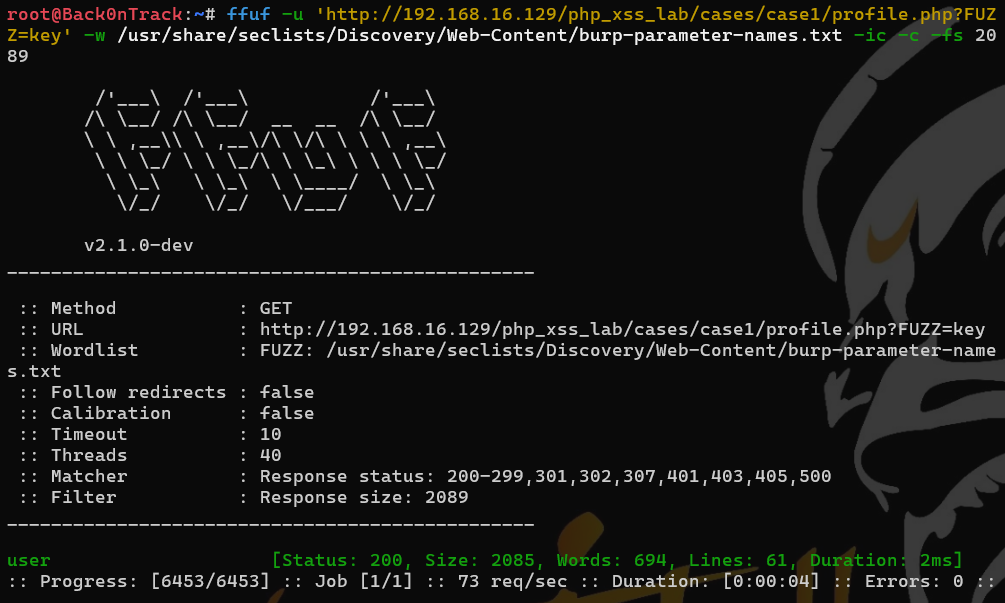 root@Back0nTrack:~# ffuf -u 'http://192.168.16.129/php_xss_lab/cases/case1/profile.php?FUZ
Z=key' -w /usr/share/seclists/Discovery/Web-Content/burp-parameter-names.txt -ic -c -fs 20
89

        /'___\  /'___\           /'___\
       /\ \__/ /\ \__/  __  __  /\ \__/
       \ \ ,__\\ \ ,__\/\ \/\ \ \ \ ,__\
        \ \ \_/ \ \ \_/\ \ \_\ \ \ \ \_/
         \ \_\   \ \_\  \ \____/  \ \_\
          \/_/    \/_/   \/___/    \/_/

       v2.1.0-dev
________________________________________________

 :: Method           : GET
 :: URL              : http://192.168.16.129/php_xss_lab/cases/case1/profile.php?FUZZ=key
 :: Wordlist         : FUZZ: /usr/share/seclists/Discovery/Web-Content/burp-parameter-name
s.txt
 :: Follow redirects : false
 :: Calibration      : false
 :: Timeout          : 10
 :: Threads          : 40
 :: Matcher          : Response status: 200-299,301,302,307,401,403,405,500
 :: Filter           : Response size: 2089
________________________________________________

user                    [Status: 200, Size: 2085, Words: 694, Lines: 61, Duration: 2ms]
:: Progress: [6453/6453] :: Job [1/1] :: 73 req/sec :: Duration: [0:00:04] :: Errors: 0 ::